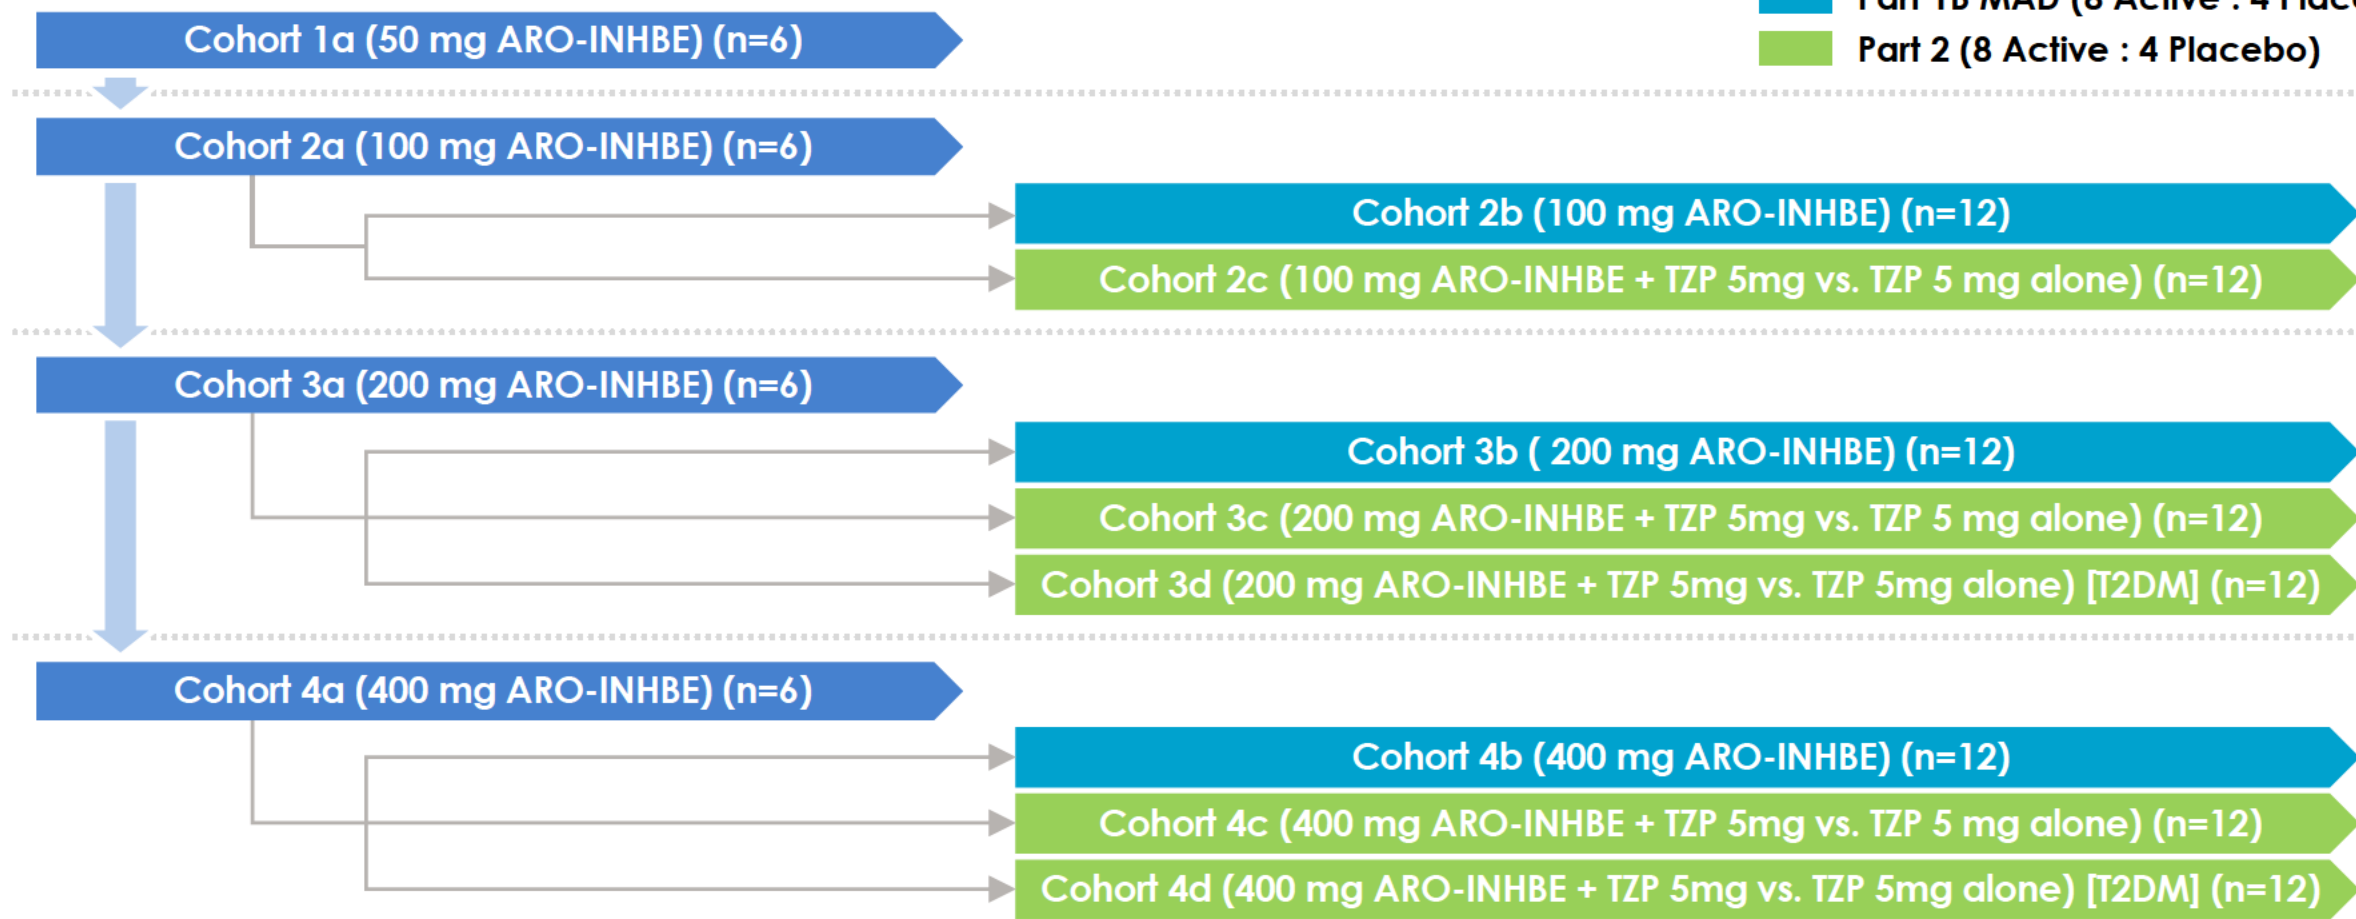 Part 1B MAD (8 Active : 4
Cohort 1a (50 mg ARO-INHBE) (n=6)
Part 2 (8 Active : 4 Placebo)
Cohort 2a (100 mg ARO-INHBE) (n=6)
Cohort 2b (100 mg ARO-INHBE) (n=12)
Cohort 2c (100 mg ARO-INHBE + TZP 5mg vs. TZP 5 mg alone) (n=12)
Cohort 3a (200 mg ARO-INHBE) (n=6)
Cohort 3b ( 200 mg ARO-INHBE) (n=12)
Cohort 3c (200 mg ARO-INHBE + TZP 5mg vs. TZP 5 mg alone) (n=12)
Cohort 3d (200 mg ARO-INHBE + TZP 5mg vs. TZP 5mg alone) [T2DM] (n=12)
Cohort 4a (400 mg ARO-INHBE) (n=6)
Cohort 4b (400 mg ARO-INHBE) (n=12)
Cohort 4c (400 mg ARO-INHBE + TZP 5mg vs. TZP 5 mg alone) (n=12)
Cohort 4d (400 mg ARO-INHBE + TZP 5mg vs. TZP 5mg alone) [T2DM] (n=12)